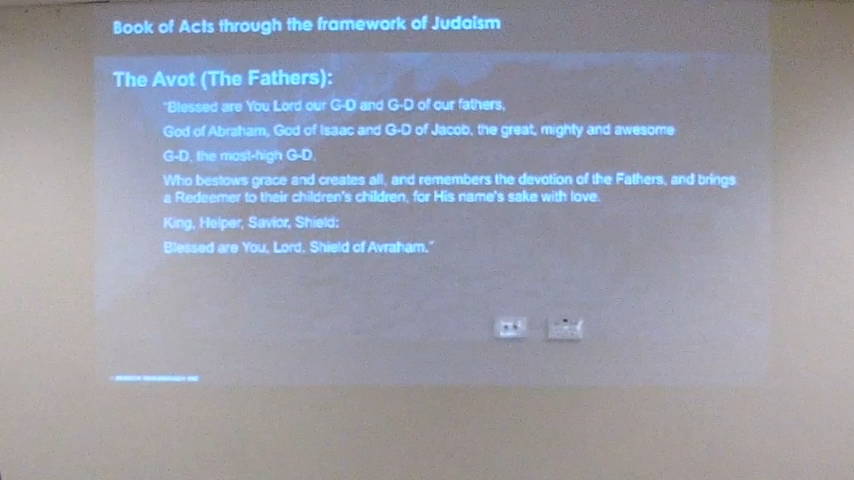 Book of Acts through the framework of Judaism
The Avot (The Fathers):
"Blessed are You Lord our G-D and G-D of our fathers,
God of Abraham, God of Isaac and G-D of Jacob, the great, mighty and awesome
G-D, the most-high G-D,
Who bestows grace and creates all, and remembers the devotion of the Fathers, and brings
a Redeemer to their children's children, for His name's sake with love.
King, Helper, Savior, Shield:
Blessed are You, Lord, Shield of Avraham."